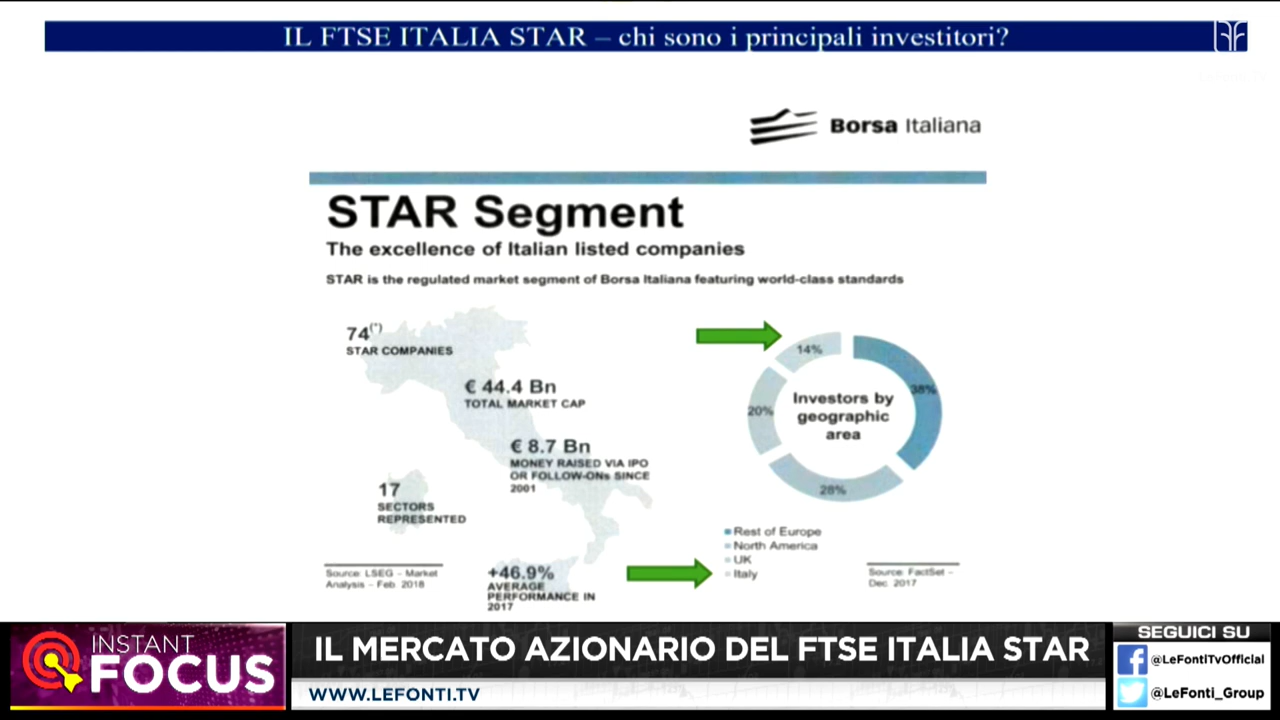 IL FTSE ITALIA STAR – chi sono i principali investitori?
Borsa Italiana
STAR Segment
The excellence of Italian listed companies
STAR is the regulated market segment of Borsa Italiana featuring world-class standards
74(*)
STAR COMPANIES
€ 44.4 Bn
TOTAL MARKET CAP
€ 8.7 Bn
MONEY RAISED VIA IPO
OR FOLLOW-ONs SINCE
2001
17
SECTORS
REPRESENTED
+46.9%
AVERAGE
PERFORMANCE IN
2017
Source: LSEG – Market
Analysis – Feb. 2018
14%
38%
20%
28%
Investors by
geographic
area
Rest of Europe
North America
UK
Italy
Source: FactSet –
Dec. 2017
INSTANT
FOCUS
IL MERCATO AZIONARIO DEL FTSE ITALIA STAR
WWW.LEFONTI.TV
SEGUICI SU
@LeFontiTvOfficial
@LeFonti_Group